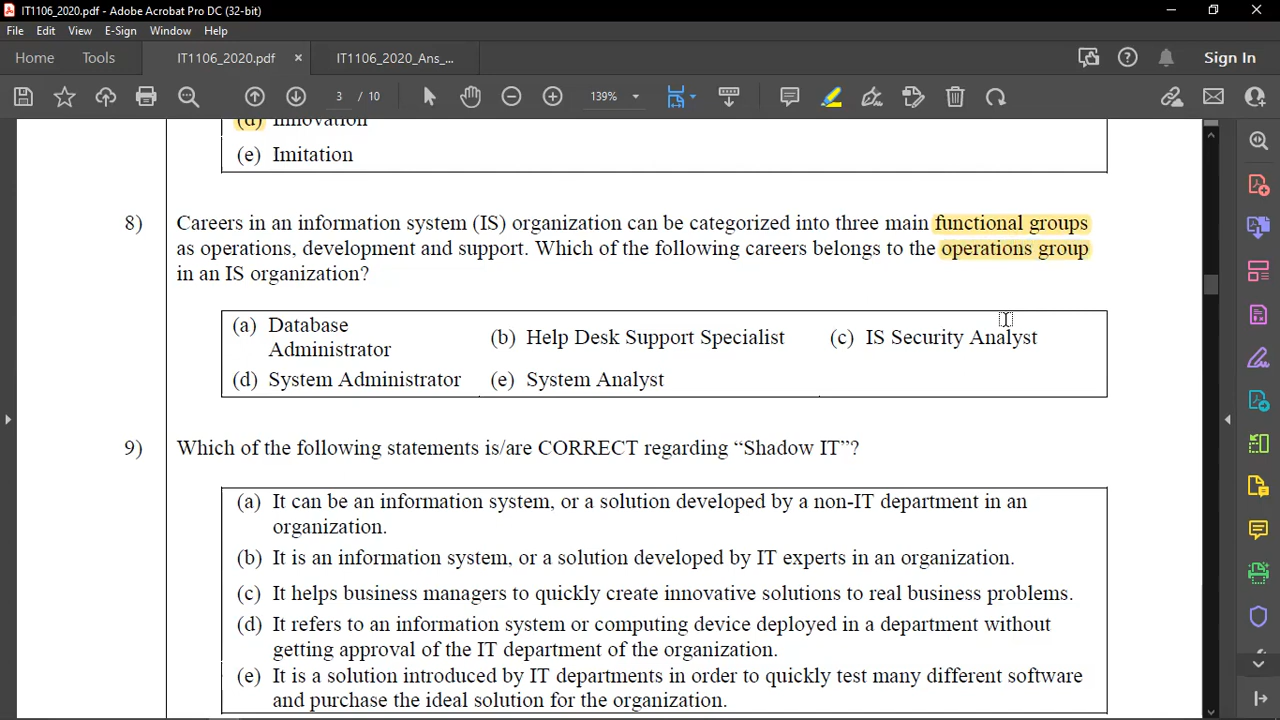 IT1106_2020.pdf - Adobe Acrobat Pro DC (32-bit)
File Edit View E-Sign Window Help
Home Tools IT1106_2020.pdf × IT1106_2020_Ans_... Sign In
3 / 10 139%
(d) Innovation
(e) Imitation
8) Careers in an information system (IS) organization can be categorized into three main functional groups
as operations, development and support. Which of the following careers belongs to the operations group
in an IS organization?
(a) Database
Administrator
(b) Help Desk Support Specialist
(c) IS Security Analyst
(d) System Administrator
(e) System Analyst
9) Which of the following statements is/are CORRECT regarding “Shadow IT”?
(a) It can be an information system, or a solution developed by a non-IT department in an
organization.
(b) It is an information system, or a solution developed by IT experts in an organization.
(c) It helps business managers to quickly create innovative solutions to real business problems.
(d) It refers to an information system or computing device deployed in a department without
getting approval of the IT department of the organization.
(e) It is a solution introduced by IT departments in order to quickly test many different software
and purchase the ideal solution for the organization.